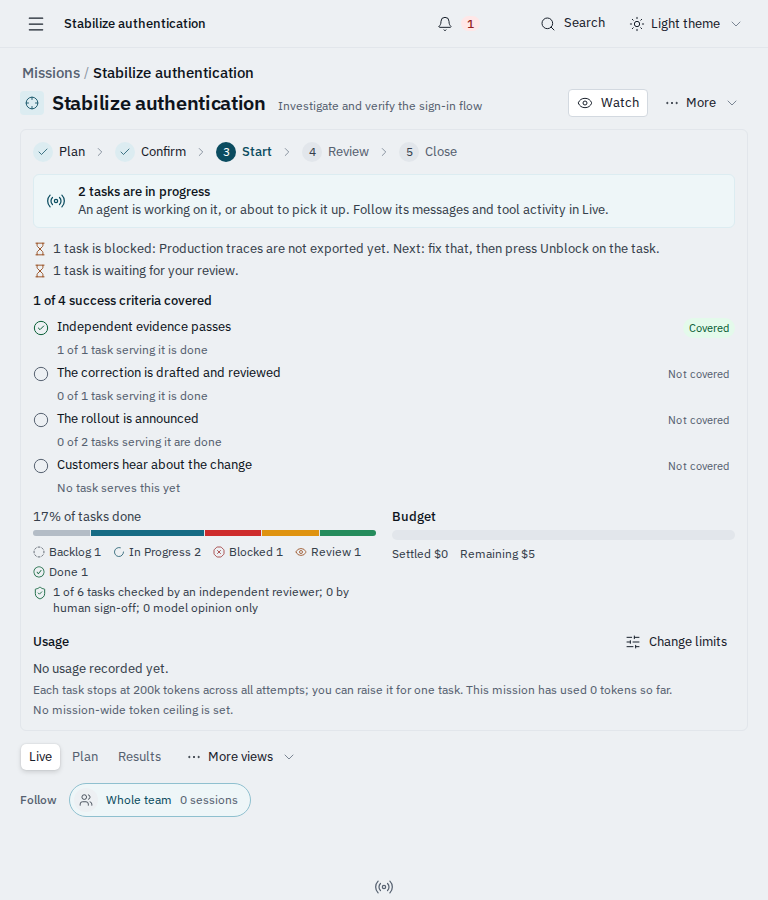 Stabilize authentication
1
Search
Light theme
Missions / Stabilize authentication
Stabilize authentication
Investigate and verify the sign-in flow
Watch
More
Plan
Confirm
3 Start
4 Review
5 Close
2 tasks are in progress
An agent is working on it, or about to pick it up. Follow its messages and tool activity in Live.
1 task is blocked: Production traces are not exported yet. Next: fix that, then press Unblock on the task.
1 task is waiting for your review.
1 of 4 success criteria covered
Independent evidence passes
Covered
1 of 1 task serving it is done
The correction is drafted and reviewed
Not covered
0 of 1 task serving it is done
The rollout is announced
Not covered
0 of 2 tasks serving it are done
Customers hear about the change
Not covered
No task serves this yet
17% of tasks done
Backlog 1
In Progress 2
Blocked 1
Review 1
Done 1
1 of 6 tasks checked by an independent reviewer; 0 by
human sign-off; 0 model opinion only
Budget
Settled $0
Remaining $5
Usage
Change limits
No usage recorded yet.
Each task stops at 200k tokens across all attempts; you can raise it for one task. This mission has used 0 tokens so far.
No mission-wide token ceiling is set.
Live
Plan
Results
More views
Follow
Whole team
0 sessions